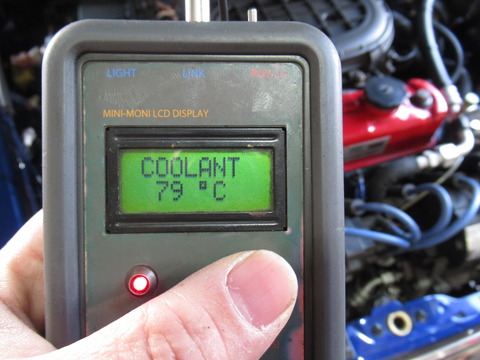 LIGHT LINK
MINI-MONI LCD DISPLAY
COOLANT
79 °C